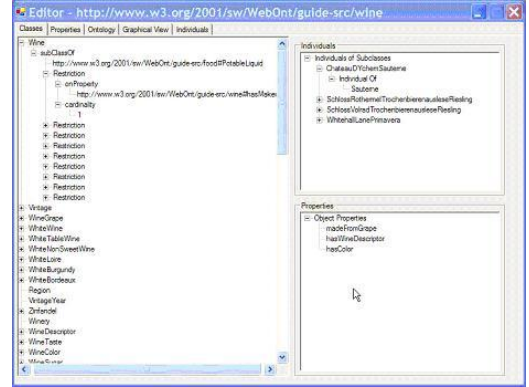 Editor - http://www.w3.org/2001/sw/WebOnt/guide-src/wine
Classes Properties Ontology Graphical View Individuals
Wine
subClassOf
http://www.w3.org/2001/sw/WebOnt/guide-src/food#PotableLiquid
Restriction
onProperty
http://www.w3.org/2001/sw/WebOnt/guide-src/wine#hasMaker
cardinality
1
Restriction
Restriction
Restriction
Restriction
Restriction
Restriction
Restriction
Restriction
Vintage
WineGrape
WhiteWine
WhiteTableWine
WhiteNonSweetWine
WhiteLoire
WhiteBurgundy
WhiteBordeaux
Region
VintageYear
Zinfandel
Winery
WineDescriptor
WineTaste
WineColor
WineSugar
Individuals
Individuals of Subclasses
ChateauDYchemSauterne
Individual Of
Sauterne
SchlossRothermelTrochenbierenausleseRiesling
SchlossVolradTrochenbierenausleseRiesling
WhitehallLanePrimavera
Properties
Object Properties
madeFromGrape
hasWineDescriptor
hasColor